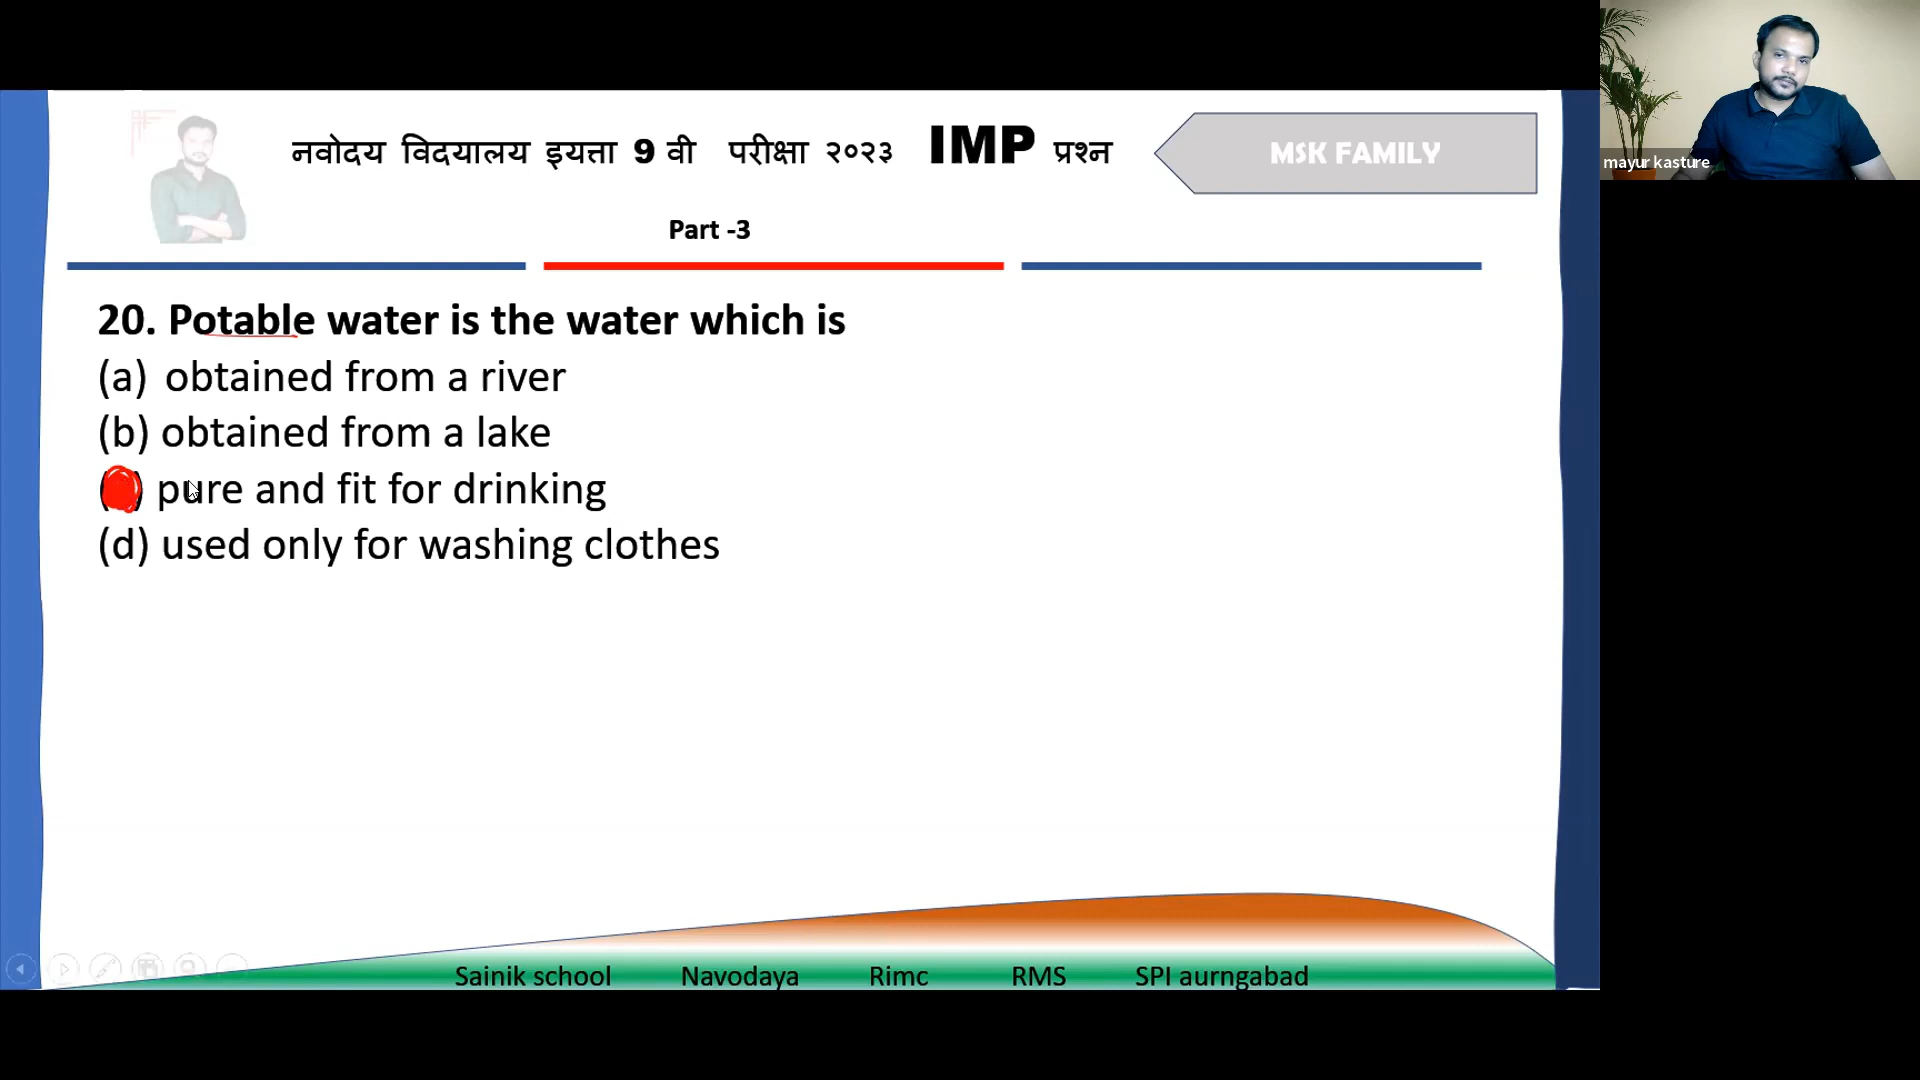 नवोदय विदयालय इयत्ता 9 वी परीक्षा २०२३ IMP प्रश्न
MSK FAMILY
mayur kasture
Part -3
20. Potable water is the water which is
(a) obtained from a river
(b) obtained from a lake
pure and fit for drinking
(d) used only for washing clothes
Sainik school Navodaya Rimc RMS SPI aurngabad